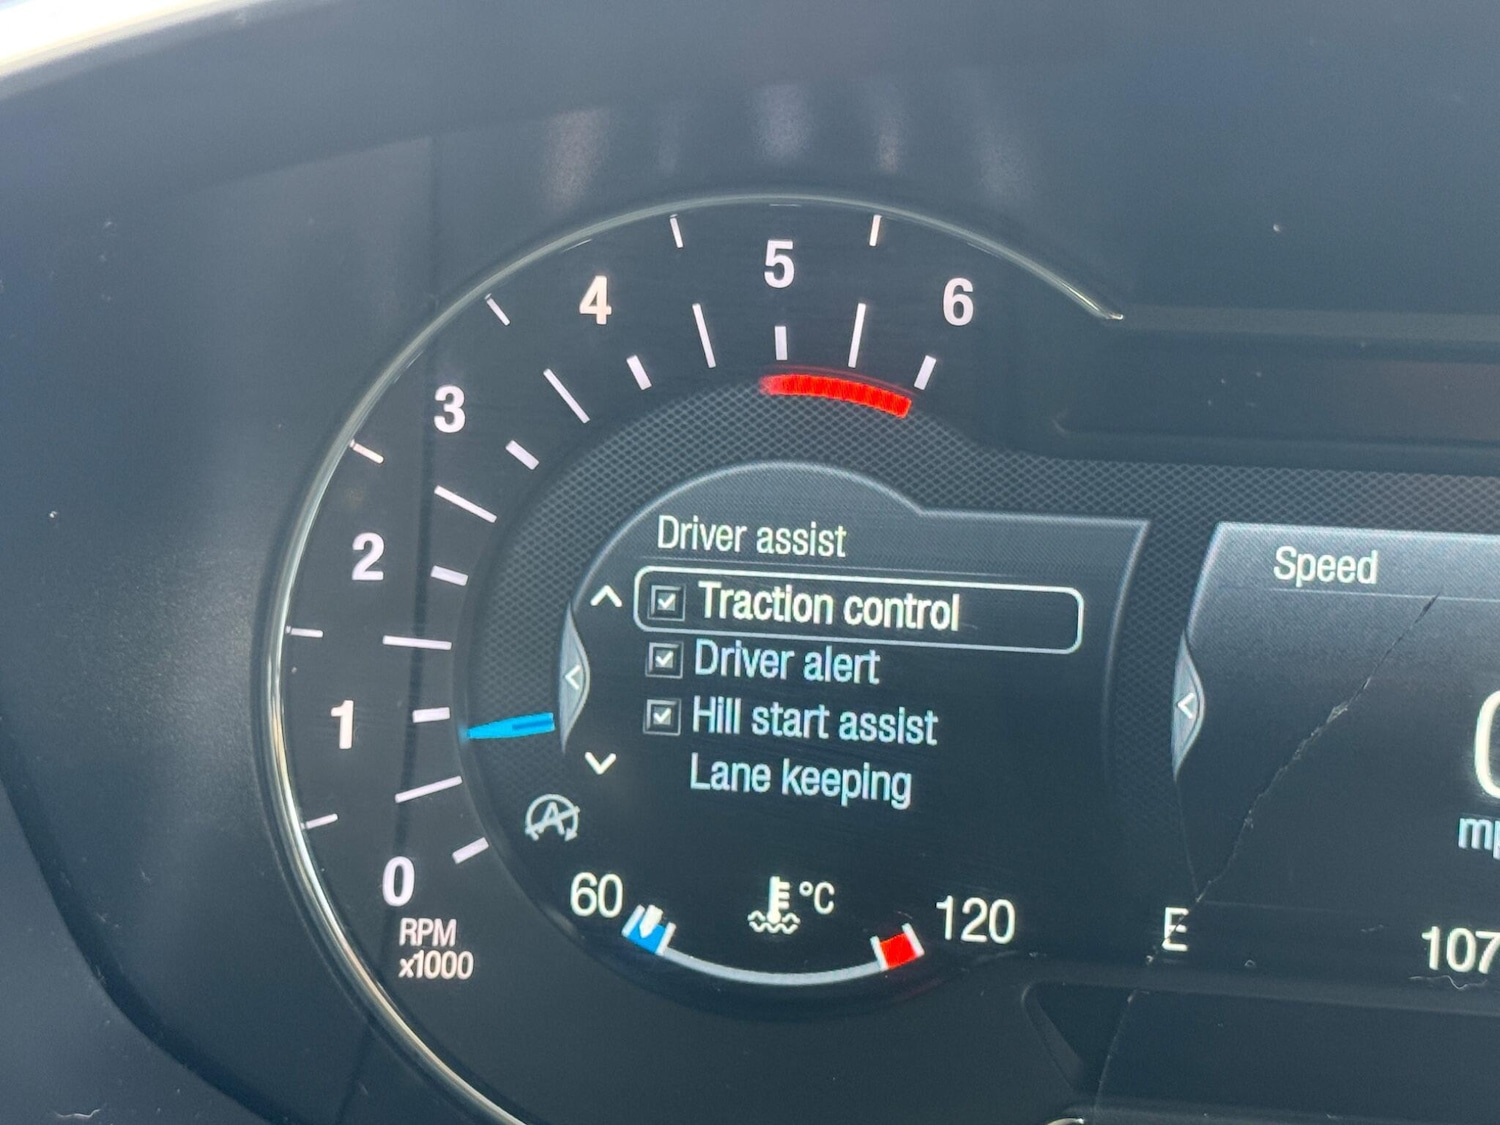 5
4
6
3
2
1
0
RPM
x1000
Driver assist
Traction control
Driver alert
Hill start assist
Lane keeping
60
°C
120
Speed
E
107